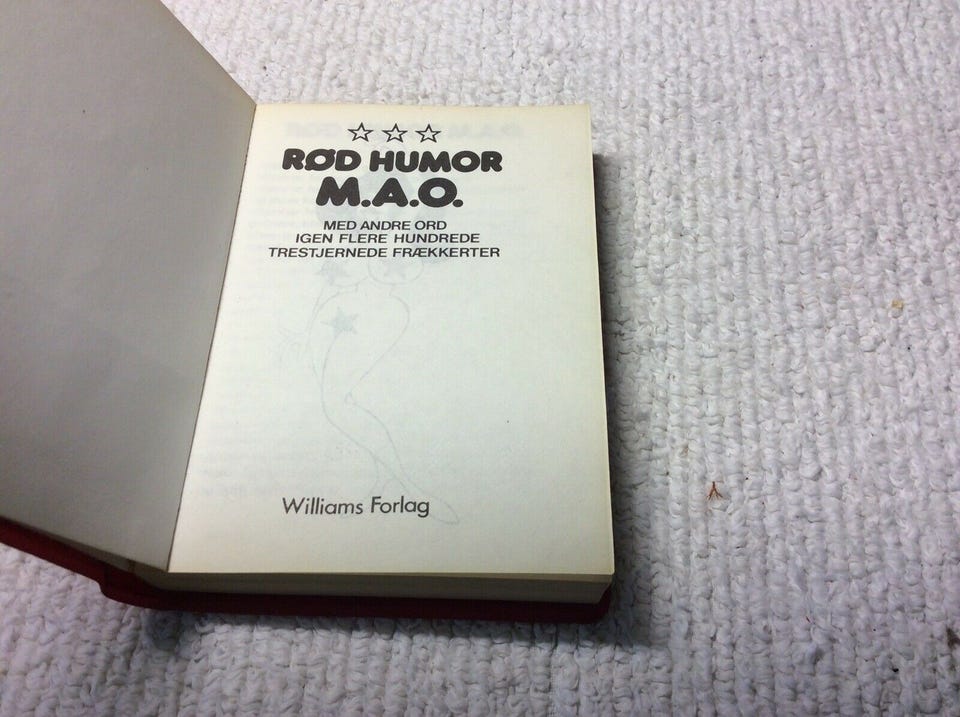 RØD HUMOR
M.A.O.
MED ANDRE ORD
IGEN FLERE HUNDREDE
TRESTJERNEDE FRÆKKERTER
Williams Forlag